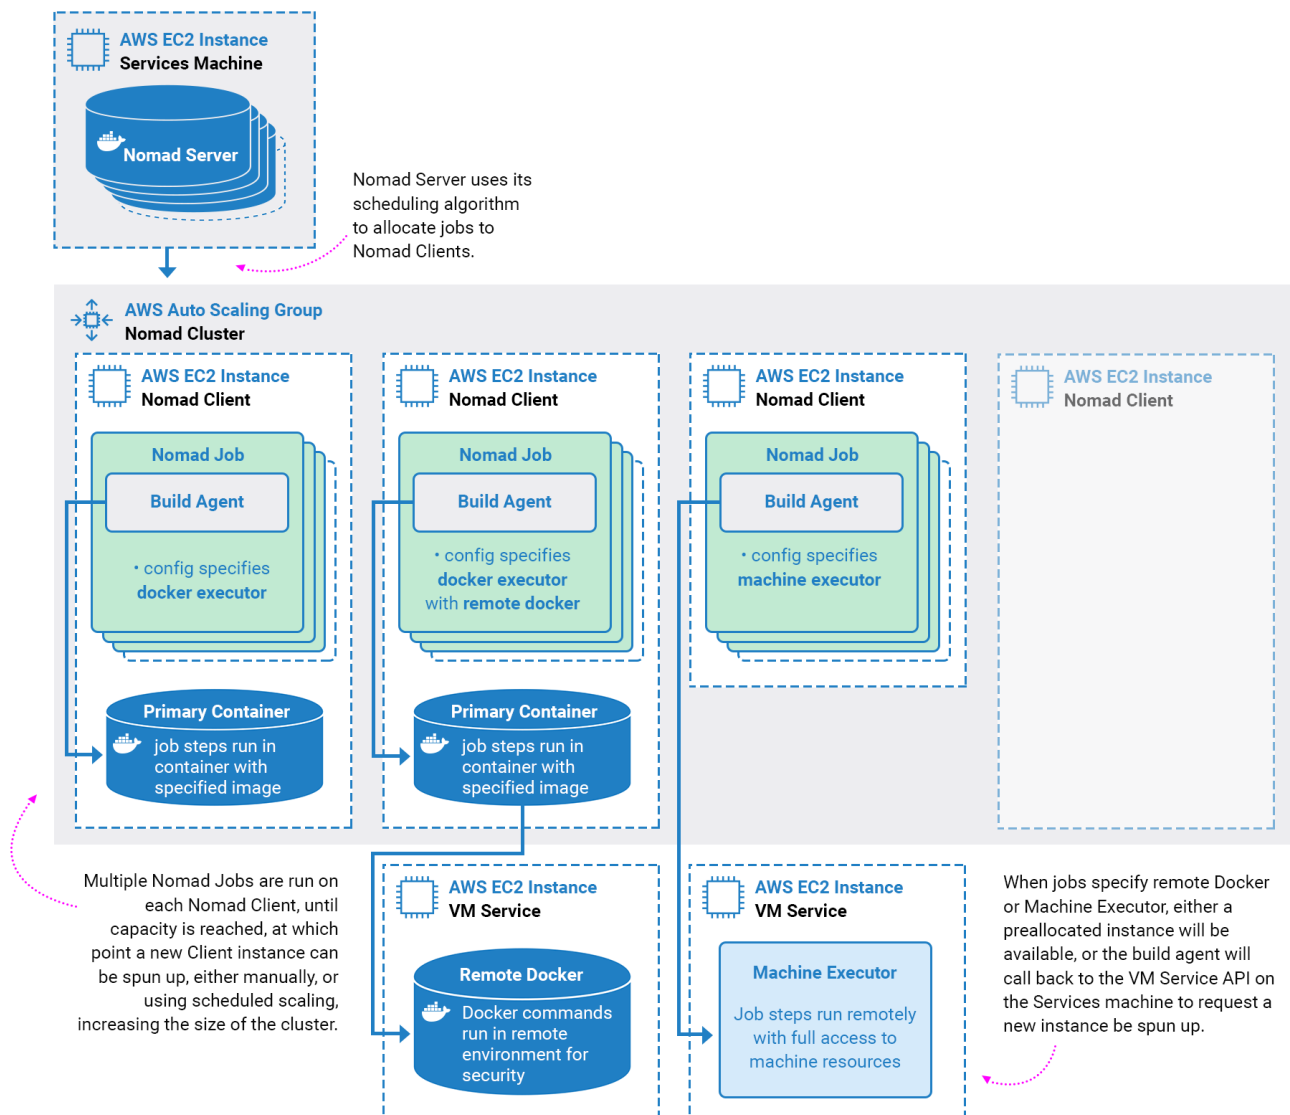 AWS EC2 Instance
Services Machine
Nomad Server
Nomad Server uses its
scheduling algorithm
to allocate jobs to
Nomad Clients.
AWS Auto Scaling Group
Nomad Cluster
AWS EC2 Instance
Nomad Client
Nomad Job
Build Agent
• config specifies
docker executor
Primary Container
job steps run in
container with
specified image
AWS EC2 Instance
Nomad Client
Nomad Job
Build Agent
• config specifies
docker executor
with remote docker
Primary Container
job steps run in
container with
specified image
AWS EC2 Instance
Nomad Client
Nomad Job
Build Agent
• config specifies
machine executor
AWS EC2 Instance
Nomad Client
Multiple Nomad Jobs are run on
each Nomad Client, until
capacity is reached, at which
point a new Client instance can
be spun up, either manually, or
using scheduled scaling,
increasing the size of the cluster.
AWS EC2 Instance
VM Service
Remote Docker
Docker commands
run in remote
environment for
security
AWS EC2 Instance
VM Service
Machine Executor
Job steps run remotely
with full access to
machine resources
When jobs specify remote Docker
or Machine Executor, either a
preallocated instance will be
available, or the build agent will
call back to the VM Service API on
the Services machine to request a
new instance be spun up.